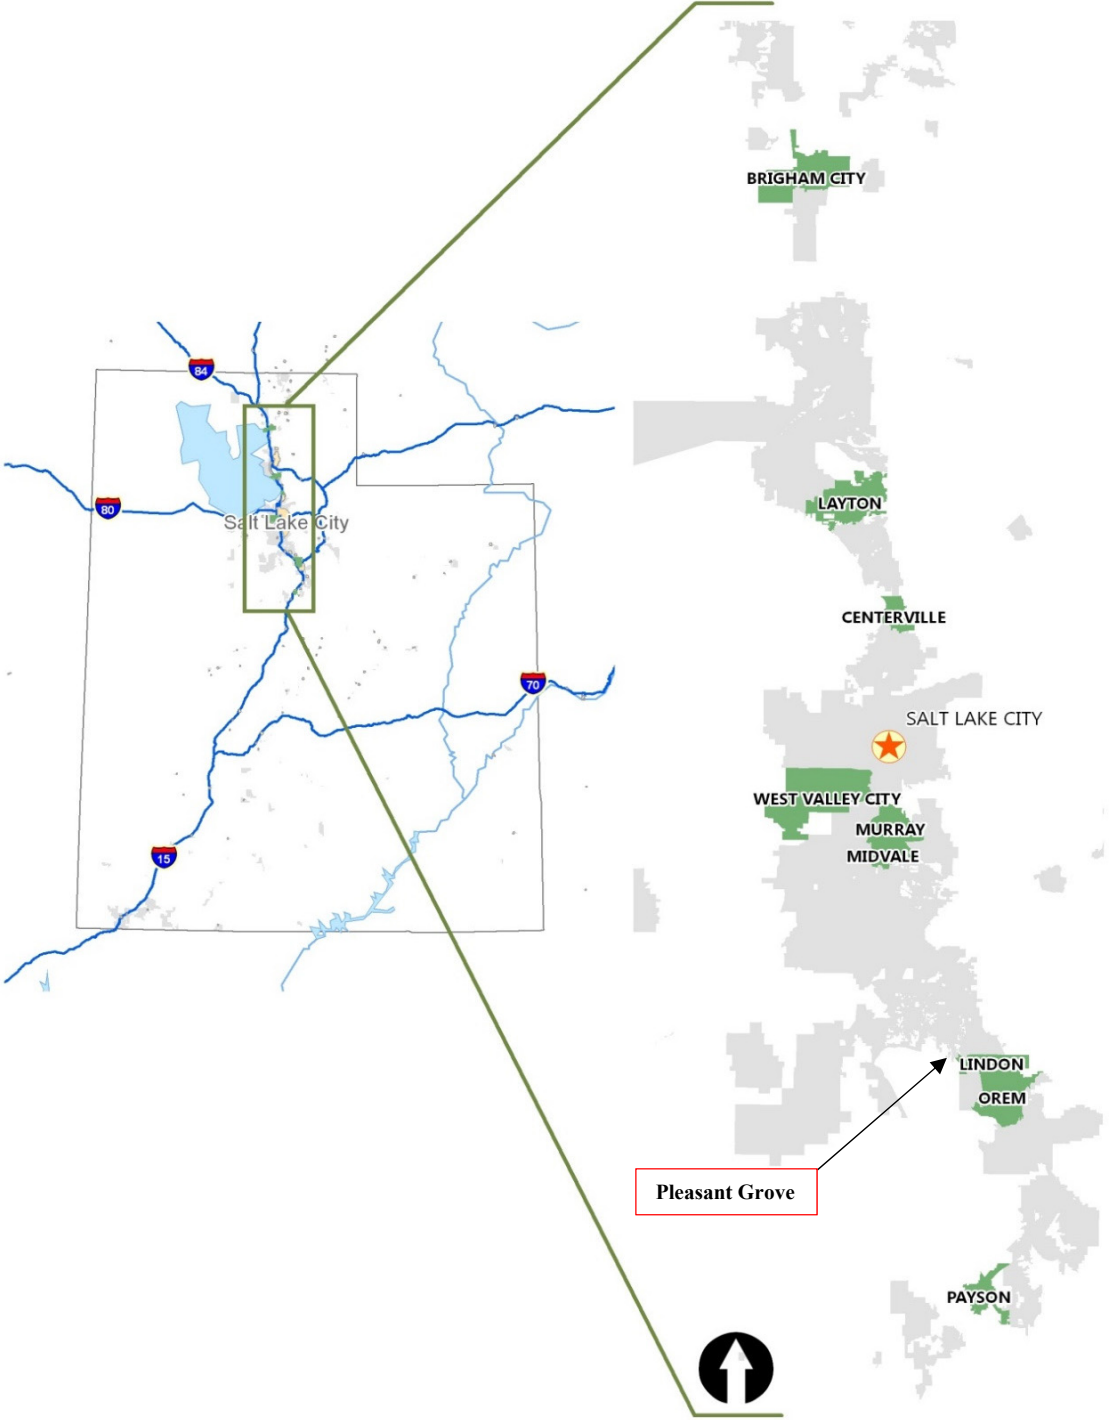 BRIGHAM CITY
84
80
Salt Lake City
LAYTON
CENTERVILLE
70
SALT LAKE CITY
WEST VALLEY CITY
MURRAY
MIDVALE
15
LINDON
OREM
Pleasant Grove
PAYSON